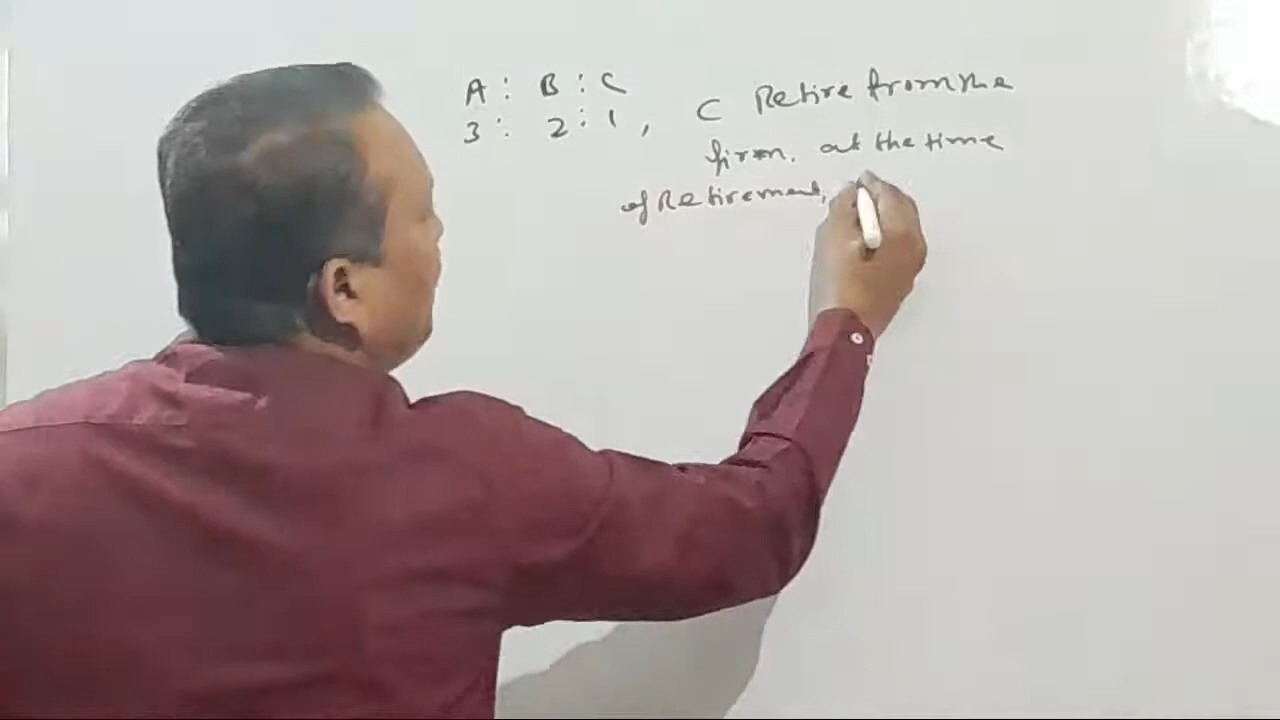 A : B : C
3 : 2 : 1 , C Retire from the
firm. at the time
of Retirement,